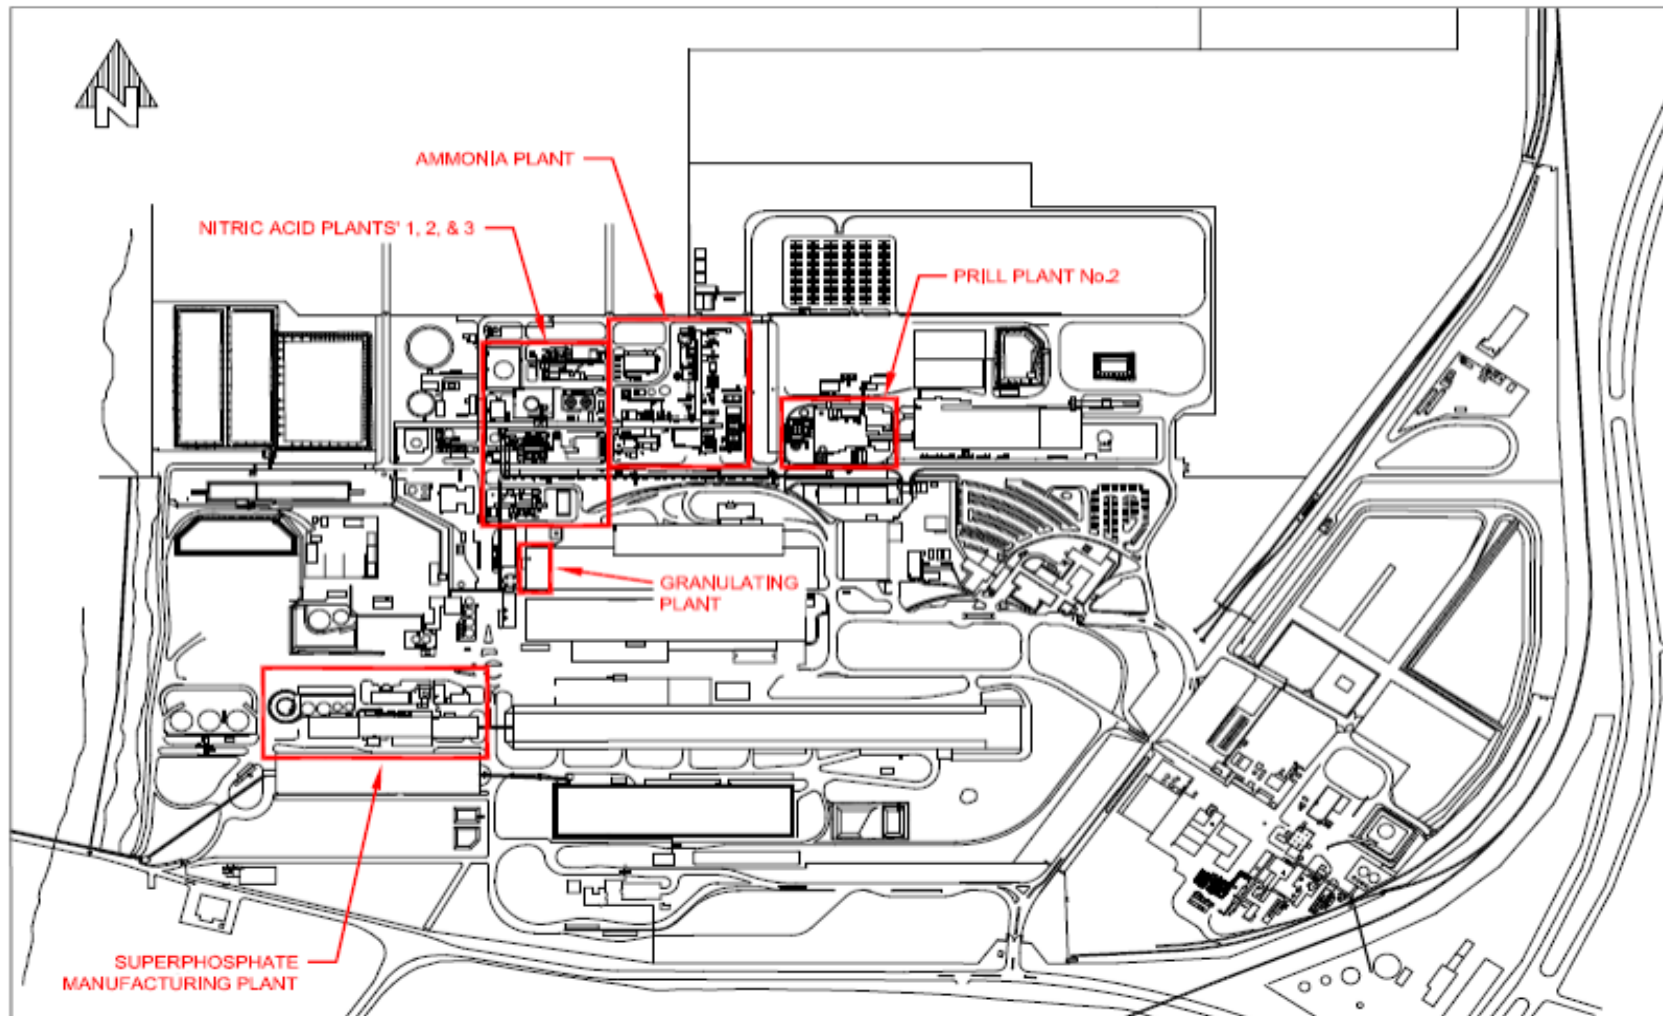 N
AMMONIA PLANT
NITRIC ACID PLANTS' 1, 2, & 3
PRILL PLANT No.2
GRANULATING
PLANT
SUPERPHOSPHATE
MANUFACTURING PLANT